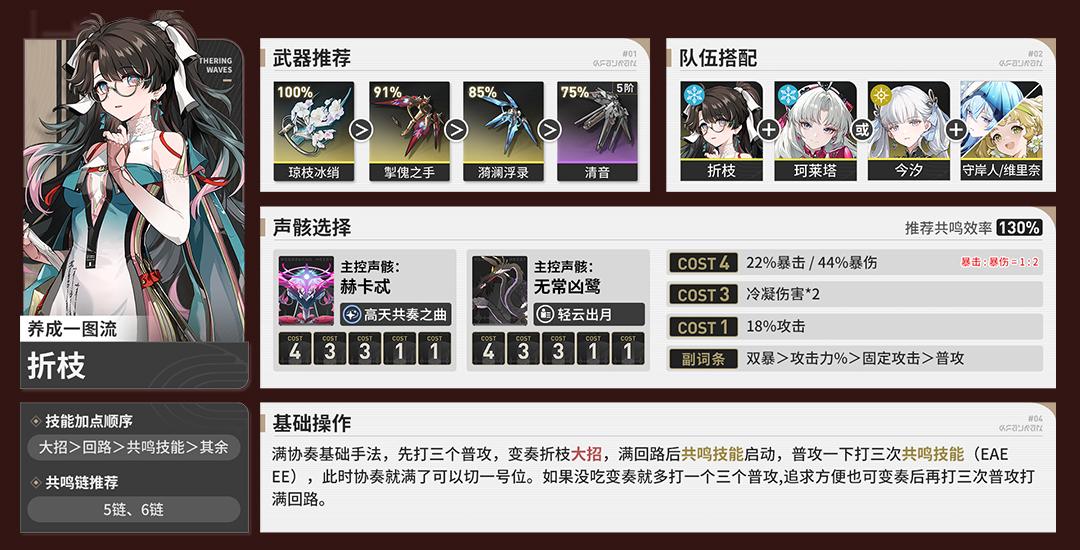 THERING
WAVES
养成一图流
折枝
技能加点顺序
大招＞回路＞共鸣技能＞其余
共鸣链推荐
5链、6链
武器推荐
#01
100%
91%
85%
75%
5阶
琼枝冰绡
掣傀之手
漪澜浮录
清音
队伍搭配
#02
或
折枝
珂莱塔
今汐
守岸人/维里奈
声骸选择
推荐共鸣效率 130%
主控声骸：
赫卡忒
高天共奏之曲
COST 4 COST 3 COST 3 COST 1 COST 1
主控声骸：
无常凶鹭
轻云出月
COST 4 COST 3 COST 3 COST 1 COST 1
COST 4 22%暴击 / 44%暴伤 暴击：暴伤 = 1 : 2
COST 3 冷凝伤害*2
COST 1 18%攻击
副词条 双暴＞攻击力%＞固定攻击＞普攻
基础操作
#04
满协奏基础手法，先打三个普攻，变奏折枝大招，满回路后共鸣技能启动，普攻一下打三次共鸣技能（EAE
EE），此时协奏就满了可以切一号位。如果没吃变奏就多打一个三个普攻,追求方便也可变奏后再打三次普攻打
满回路。